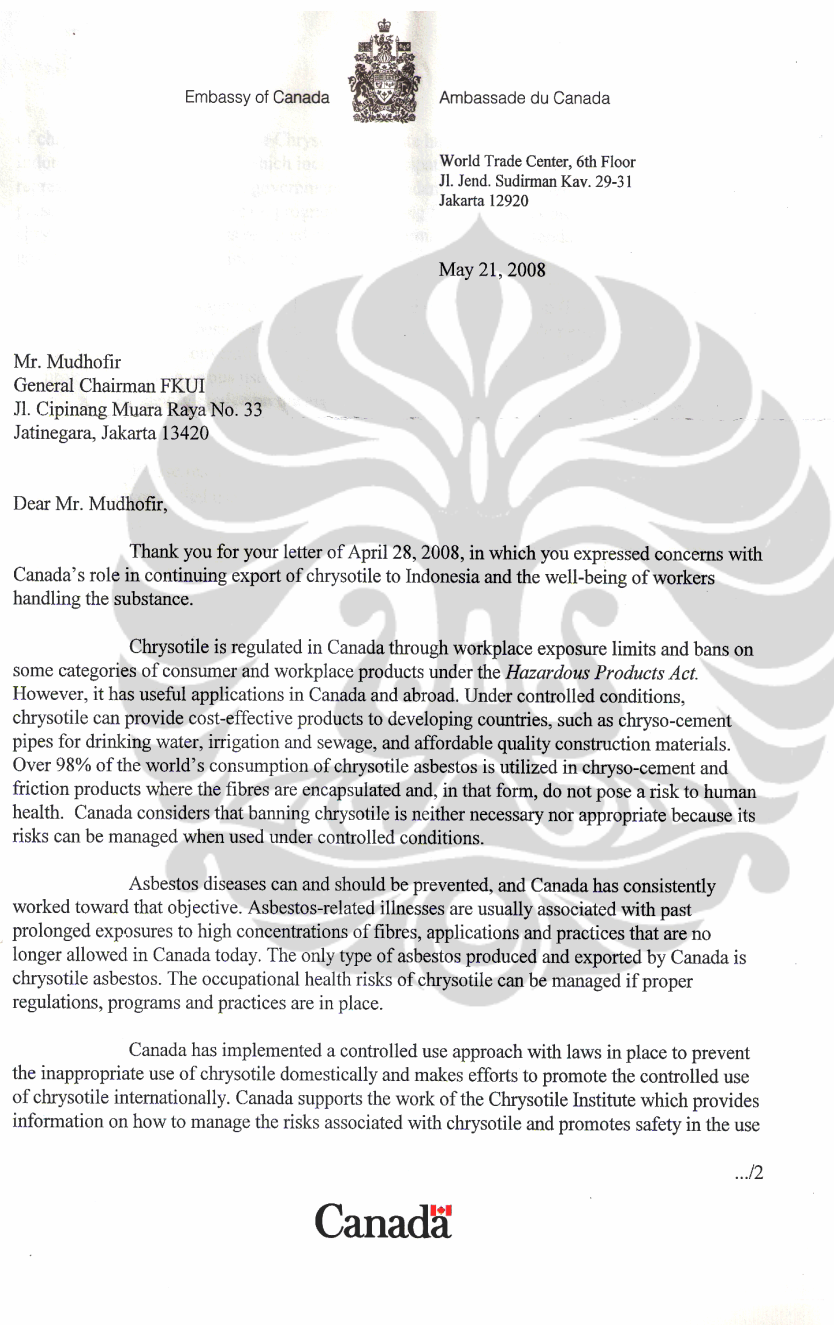 Embassy of Canada
Ambassade du Canada
World Trade Center, 6th Floor
Jl. Jend. Sudirman Kav. 29-31
Jakarta 12920
May 21, 2008
Mr. Mudhofir
General Chairman FKUI
Jl. Cipinang Muara Raya No. 33
Jatinegara, Jakarta 13420
Dear Mr. Mudhofir,
Thank you for your letter of April 28, 2008, in which you expressed concerns with
Canada's role in continuing export of chrysotile to Indonesia and the well-being of workers
handling the substance.
Chrysotile is regulated in Canada through workplace exposure limits and bans on
some categories of consumer and workplace products under the Hazardous Products Act.
However, it has useful applications in Canada and abroad. Under controlled conditions,
chrysotile can provide cost-effective products to developing countries, such as chryso-cement
pipes for drinking water, irrigation and sewage, and affordable quality construction materials.
Over 98% of the world's consumption of chrysotile asbestos is utilized in chryso-cement and
friction products where the fibres are encapsulated and, in that form, do not pose a risk to human
health. Canada considers that banning chrysotile is neither necessary nor appropriate because its
risks can be managed when used under controlled conditions.
Asbestos diseases can and should be prevented, and Canada has consistently
worked toward that objective. Asbestos-related illnesses are usually associated with past
prolonged exposures to high concentrations of fibres, applications and practices that are no
longer allowed in Canada today. The only type of asbestos produced and exported by Canada is
chrysotile asbestos. The occupational health risks of chrysotile can be managed if proper
regulations, programs and practices are in place.
Canada has implemented a controlled use approach with laws in place to prevent
the inappropriate use of chrysotile domestically and makes efforts to promote the controlled use
of chrysotile internationally. Canada supports the work of the Chrysotile Institute which provides
information on how to manage the risks associated with chrysotile and promotes safety in the use
.../2
Canada